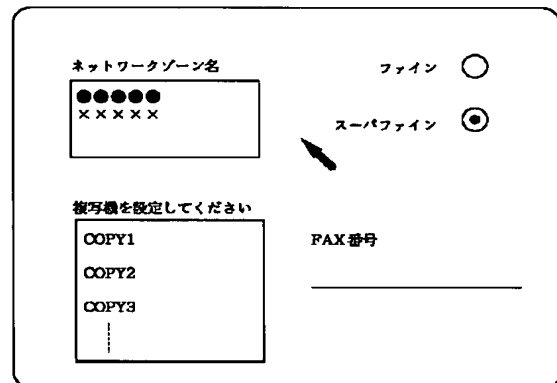 ネットワークゾーン名
●●●●●
×××××
ファイン
スーパファイン
複写機を設定してください
COPY1
COPY2
COPY3
FAX番号